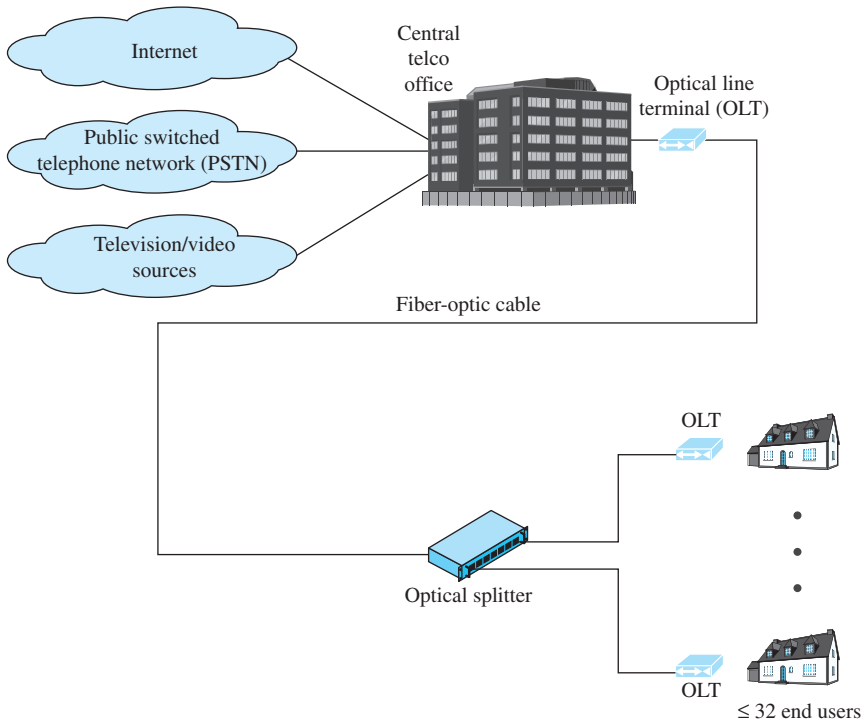 Internet
Public switched
telephone network (PSTN)
Television/video
sources
Central
telco
office
Optical line
terminal (OLT)
Fiber-optic cable
Optical splitter
OLT
OLT
≤ 32 end users